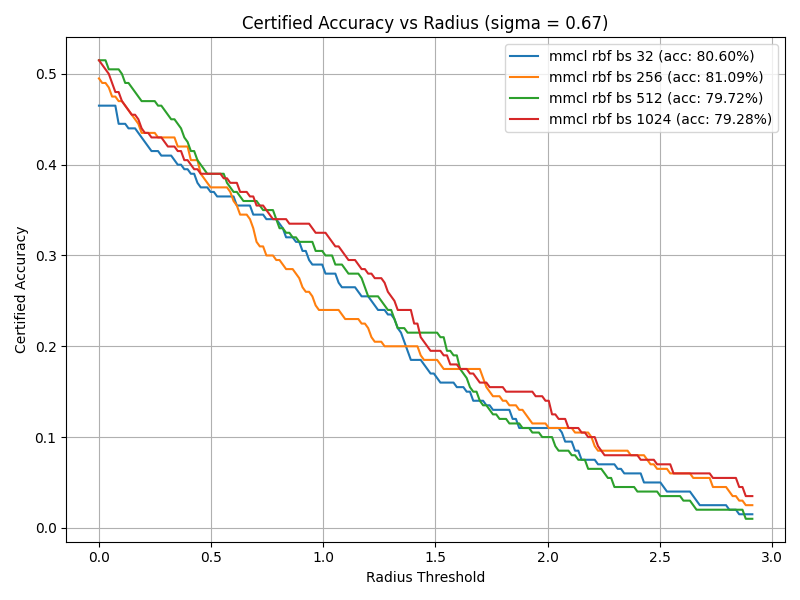 Certified Accuracy vs Radius (sigma = 0.67)
mmcl rbf bs 32 (acc: 80.60%)
mmcl rbf bs 256 (acc: 81.09%)
mmcl rbf bs 512 (acc: 79.72%)
mmcl rbf bs 1024 (acc: 79.28%)
Certified Accuracy
0.5
0.4
0.3
0.2
0.1
0.0
0.0 0.5 1.0 1.5 2.0 2.5 3.0
Radius Threshold